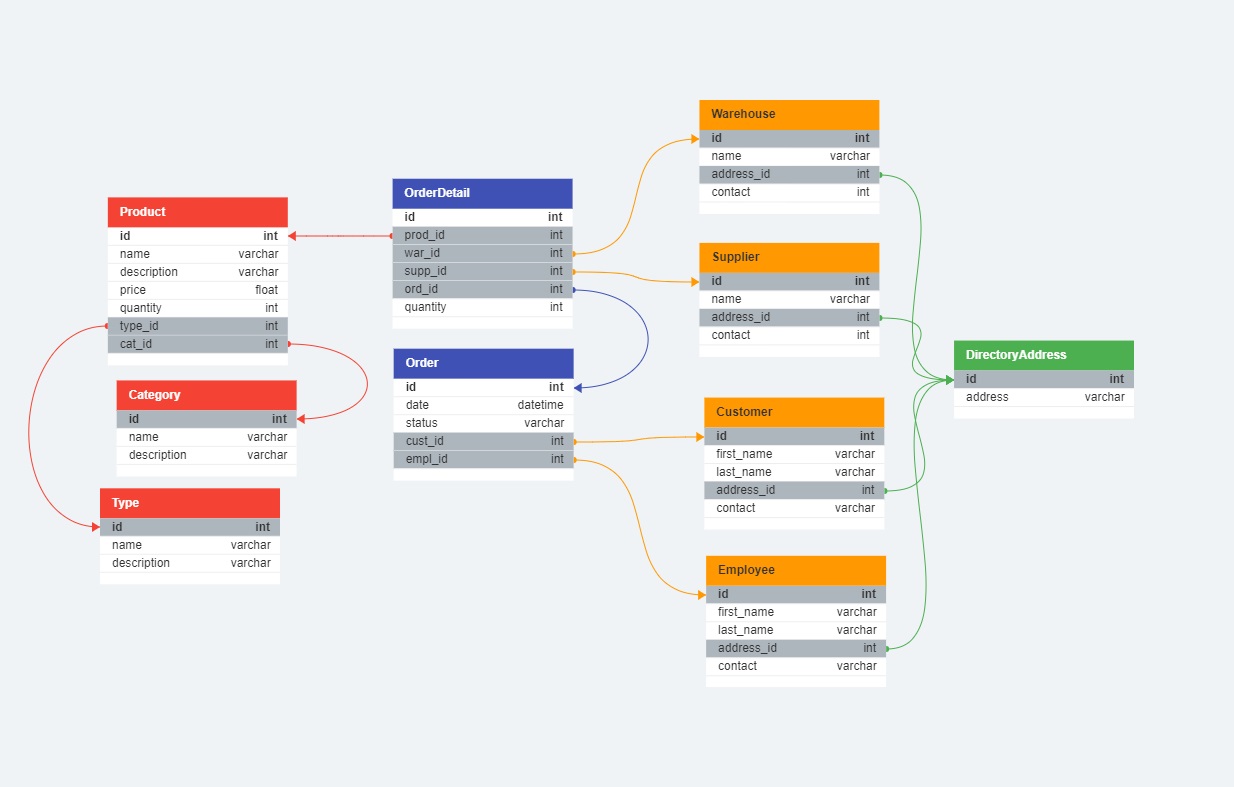 Product
id int
name varchar
description varchar
price float
quantity int
type_id int
cat_id int
Category
id int
name varchar
description varchar
Type
id int
name varchar
description varchar
OrderDetail
id int
prod_id int
war_id int
supp_id int
ord_id int
quantity int
Order
id int
date datetime
status varchar
cust_id int
empl_id int
Warehouse
id int
name varchar
address_id int
contact int
Supplier
id int
name varchar
address_id int
contact int
Customer
id int
first_name varchar
last_name varchar
address_id int
contact varchar
Employee
id int
first_name varchar
last_name varchar
address_id int
contact varchar
DirectoryAddress
id int
address varchar